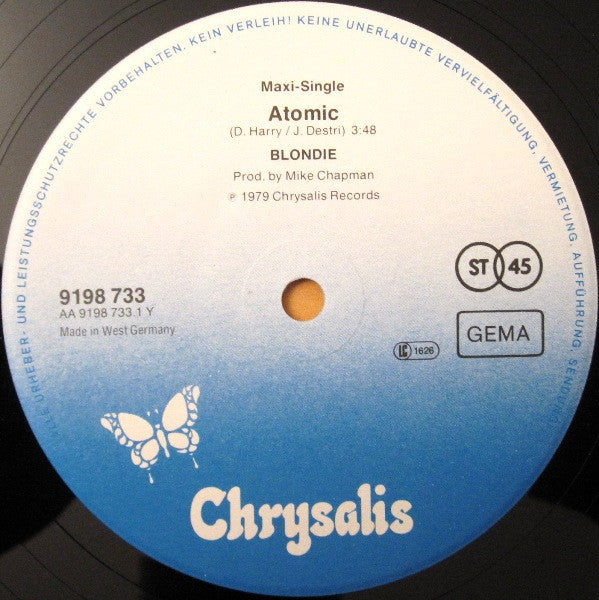 ALLE URHEBER- UND LEISTUNGSSCHUTZRECHTE VORBEHALTEN. KEIN VERLEIH! KEINE UNERLAUBTE VERVIELFÄLTIGUNG, VERMIETUNG, AUFFÜHRUNG, SENDUNG
Maxi-Single
Atomic
(D. Harry / J. Destri) 3:48
BLONDIE
Prod. by Mike Chapman
℗ 1979 Chrysalis Records
ST 45
9198 733
AA 9198 733.1 Y
Made in West Germany
GEMA
LC 1626
Chrysalis